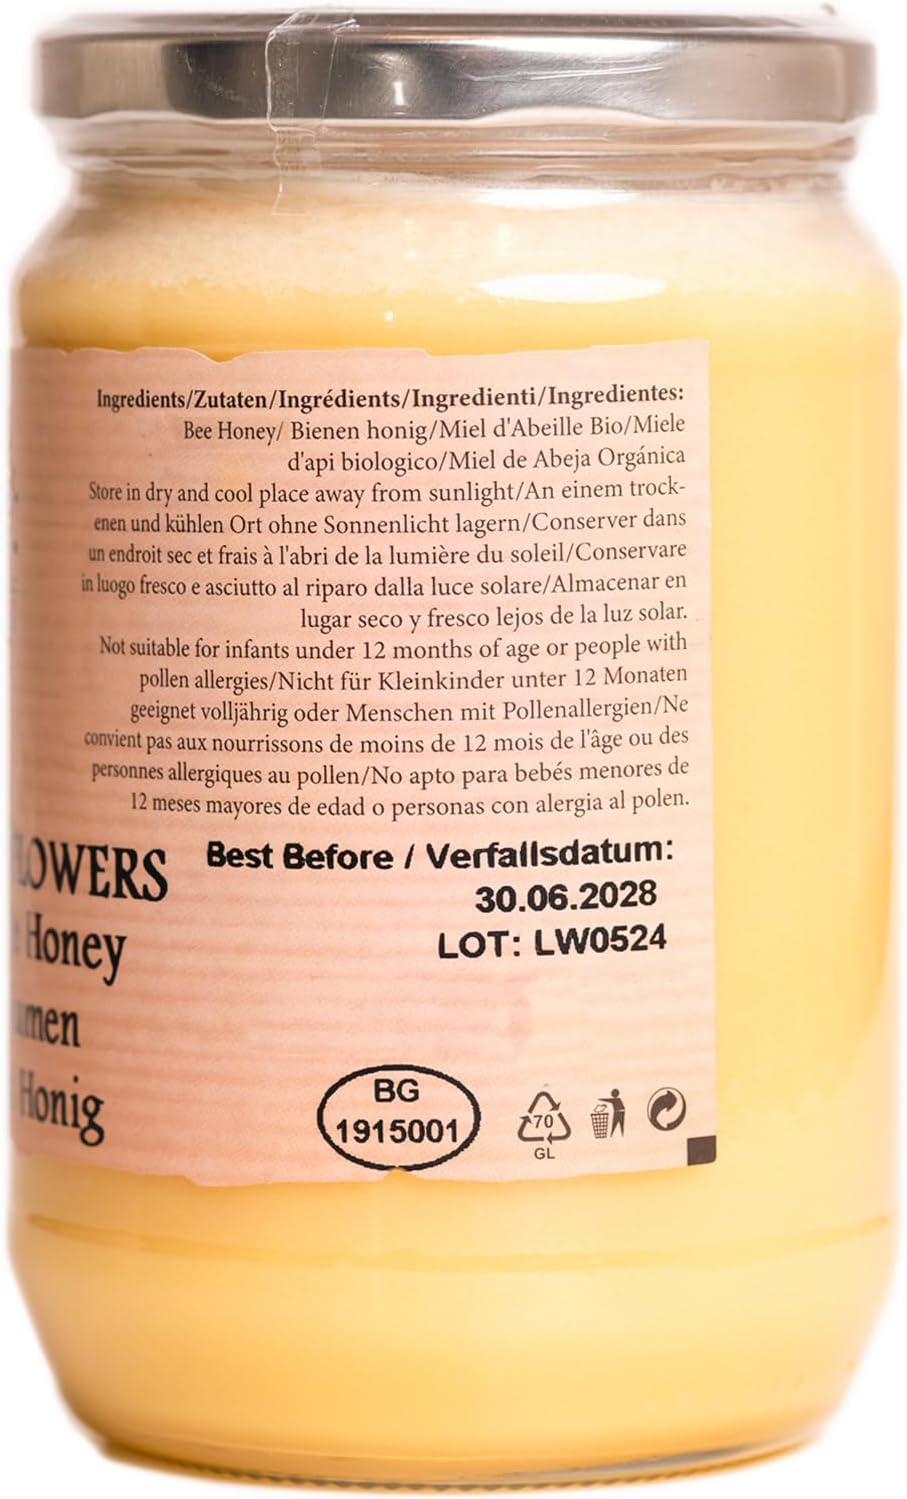 Ingredients/Zutaten/Ingrédients/Ingredienti/Ingredientes:
Bee Honey/ Bienen honig/Miel d'Abeille Bio/Miele
d'api biologico/Miel de Abeja Orgánica
Store in dry and cool place away from sunlight/An einem trock-
enen und kühlen Ort ohne Sonnenlicht lagern/Conserver dans
un endroit sec et frais à l'abri de la lumière du soleil/Conservare
in luogo fresco e asciutto al riparo dalla luce solare/Almacenar en
lugar seco y fresco lejos de la luz solar.
Not suitable for infants under 12 months of age or people with
pollen allergies/Nicht für Kleinkinder unter 12 Monaten
geeignet volljährig oder Menschen mit Pollenallergien/Ne
convient pas aux nourrissons de moins de 12 mois de l'âge ou des
personnes allergiques au pollen/No apto para bebés menores de
12 meses mayores de edad o personas con alergia al polen.
LOWERS
Honey
men
Honig
Best Before / Verfallsdatum:
30.06.2028
LOT: LW0524
BG
1915001
70
GL